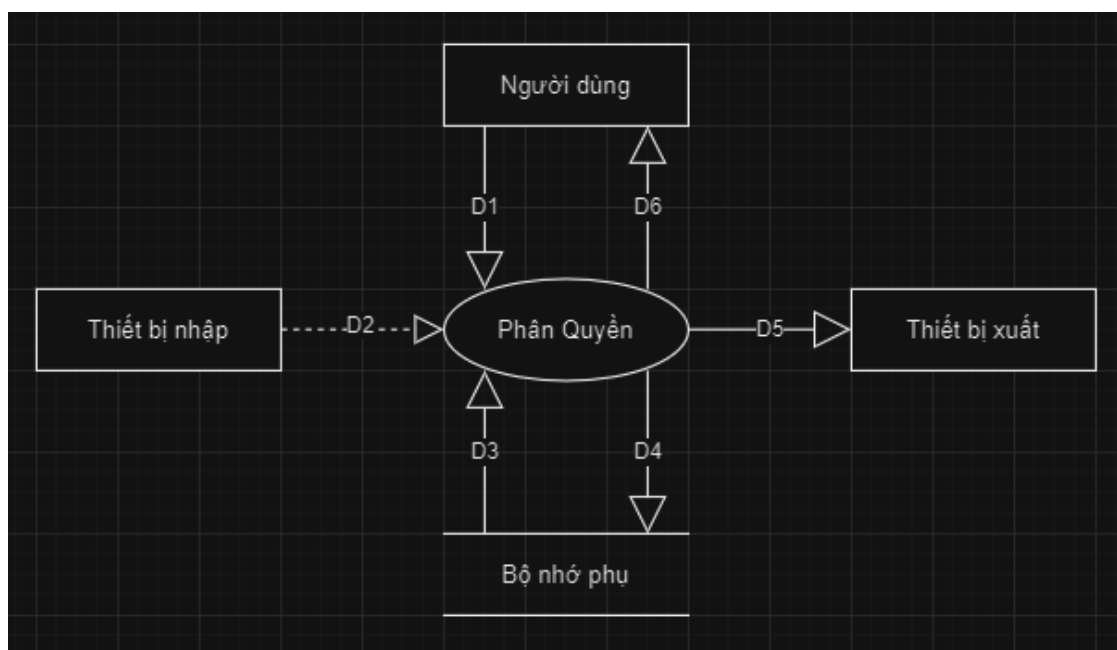 Người dùng
D1
D6
Thiết bị nhập
D2
Phân Quyền
D5
Thiết bị xuất
D3
D4
Bộ nhớ phụ